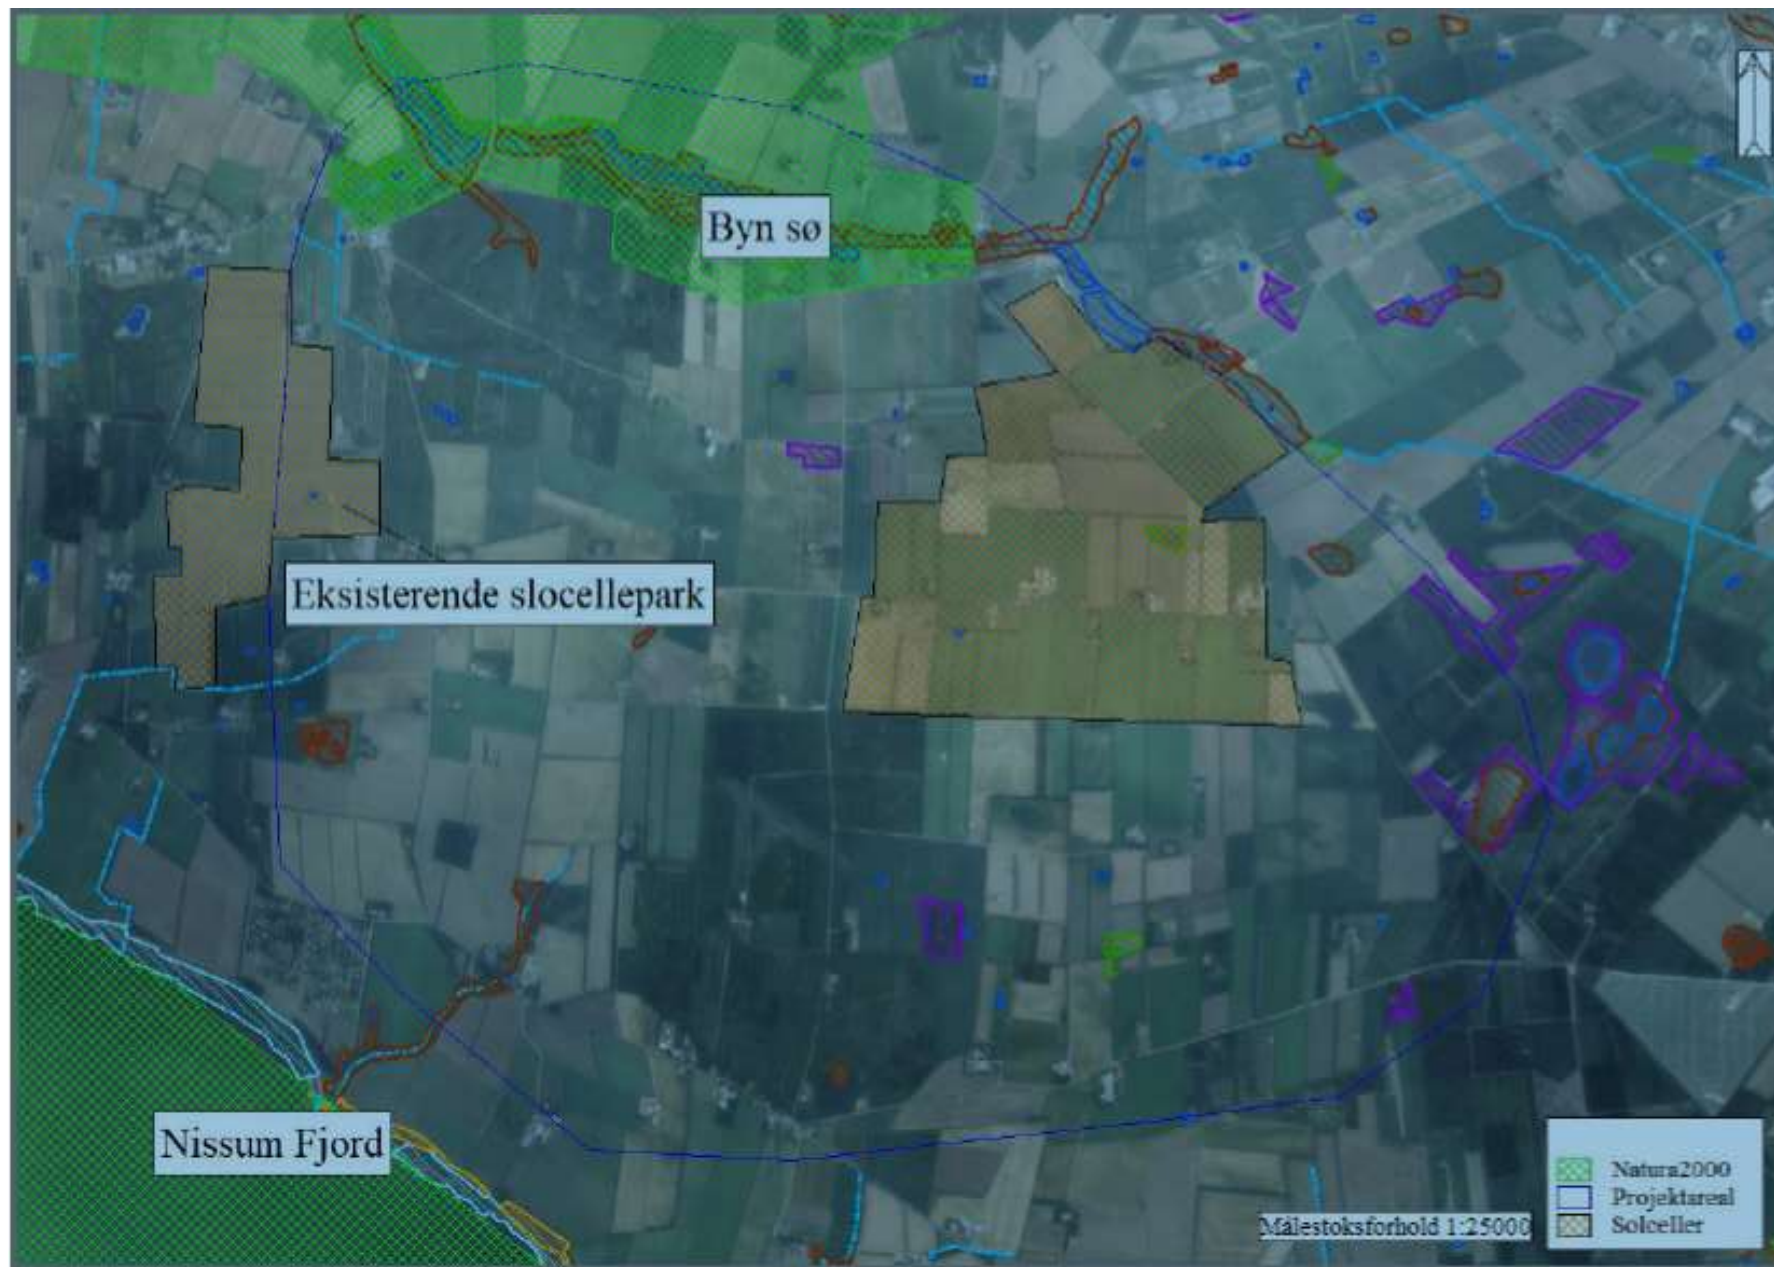 Byn sø
Eksisterende slocellepark
Nissum Fjord
Natura2000
Projektareal
Solceller
Målestoksforhold 1:25000